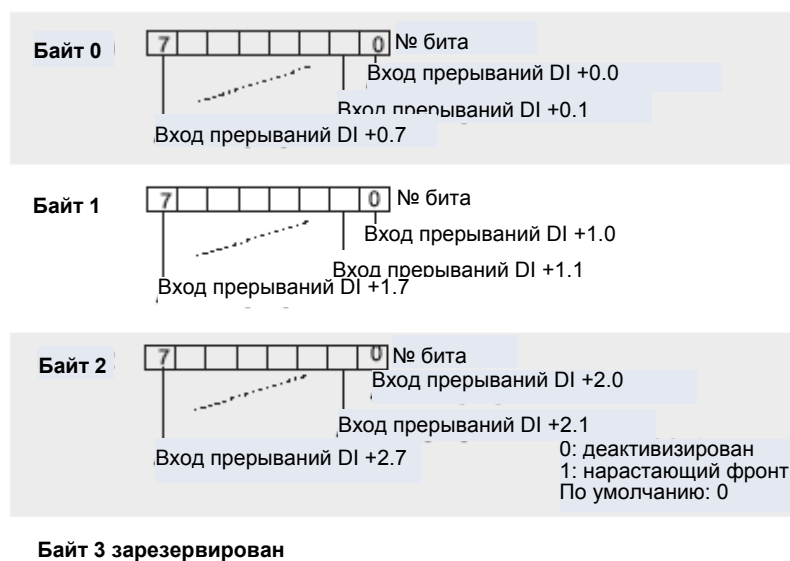 Байт 0
7 0 № бита
Вход прерываний DI +0.0
Вход прерываний DI +0.1
Вход прерываний DI +0.7
Байт 1
7 0 № бита
Вход прерываний DI +1.0
Вход прерываний DI +1.1
Вход прерываний DI +1.7
Байт 2
7 0 № бита
Вход прерываний DI +2.0
Вход прерываний DI +2.1
Вход прерываний DI +2.7
0: деактивизирован
1: нарастающий фронт
По умолчанию: 0
Байт 3 зарезервирован